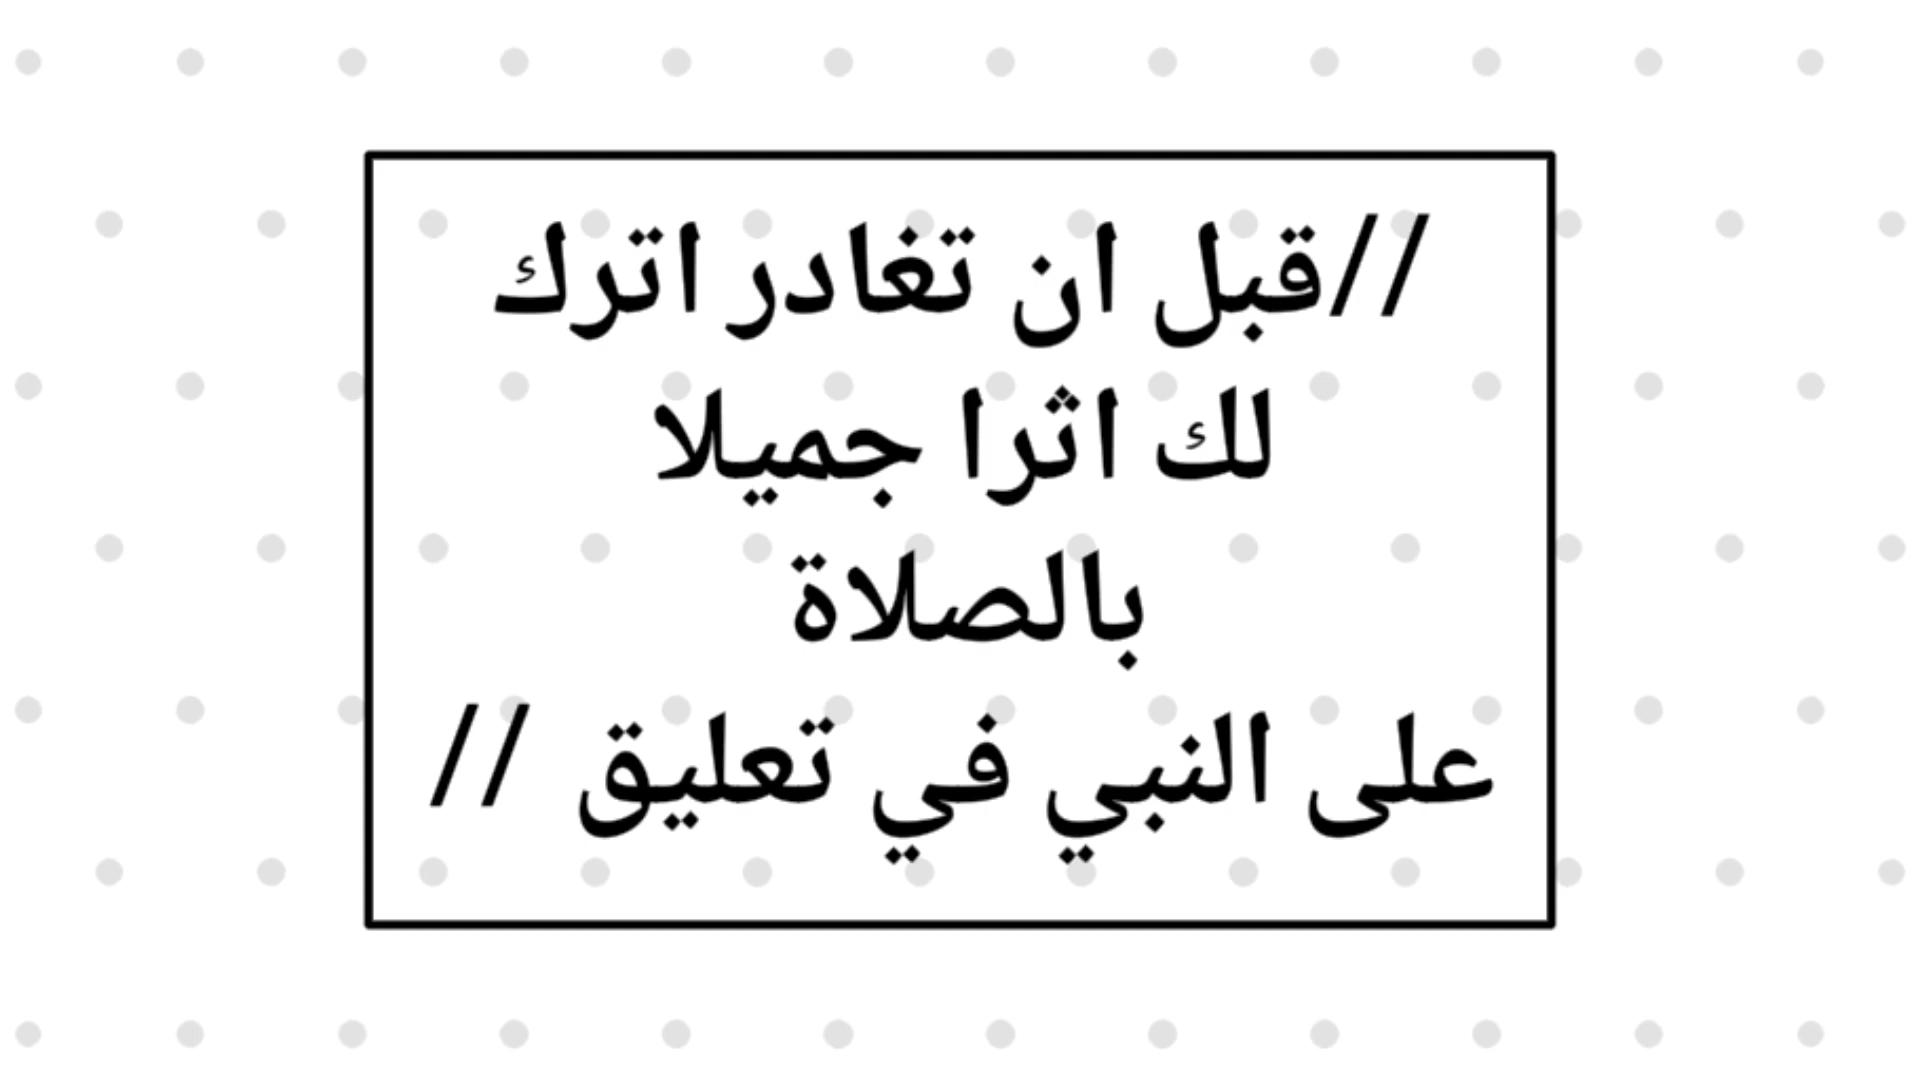 //قبل ان تغادر اترك
لك اثرا جميلا
بالصلاة
على النبي في تعليق //